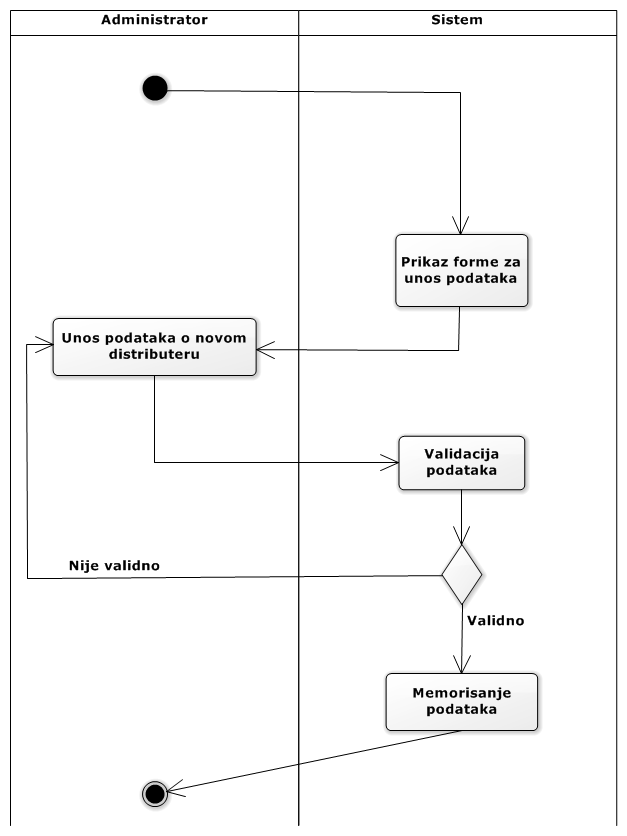 Administrator
Sistem
Prikaz forme za
unos podataka
Unos podataka o novom
distributeru
Validacija
podataka
Nije validno
Validno
Memorisanje
podataka